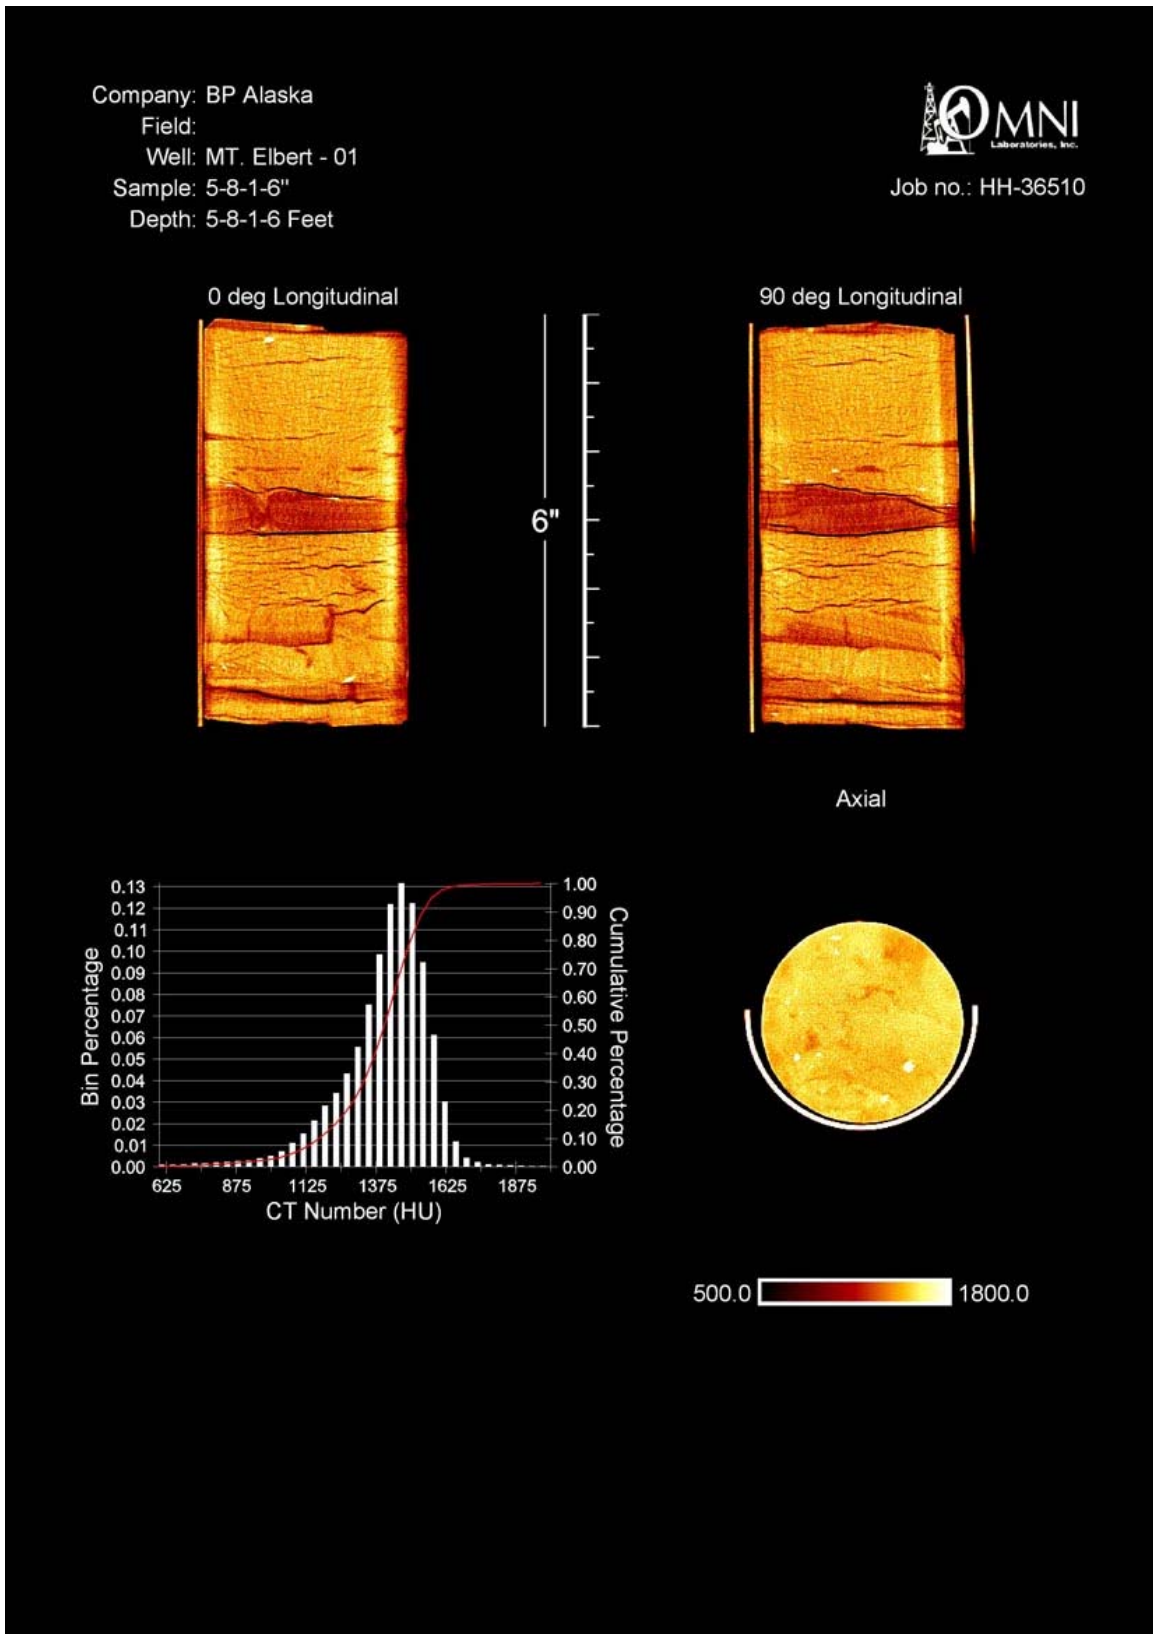 Company: BP Alaska
Field:
Well: MT. Elbert - 01
Sample: 5-8-1-6"
Depth: 5-8-1-6 Feet
OMNI
Laboratories, Inc.
Job no.: HH-36510
0 deg Longitudinal
90 deg Longitudinal
6"
Axial
Bin Percentage
0.13
0.12
0.11
0.10
0.09
0.08
0.07
0.06
0.05
0.04
0.03
0.02
0.01
0.00
1.00
0.90
0.80
0.70
0.60
0.50
0.40
0.30
0.20
0.10
0.00
Cumulative Percentage
625 875 1125 1375 1625 1875
CT Number (HU)
500.0 1800.0